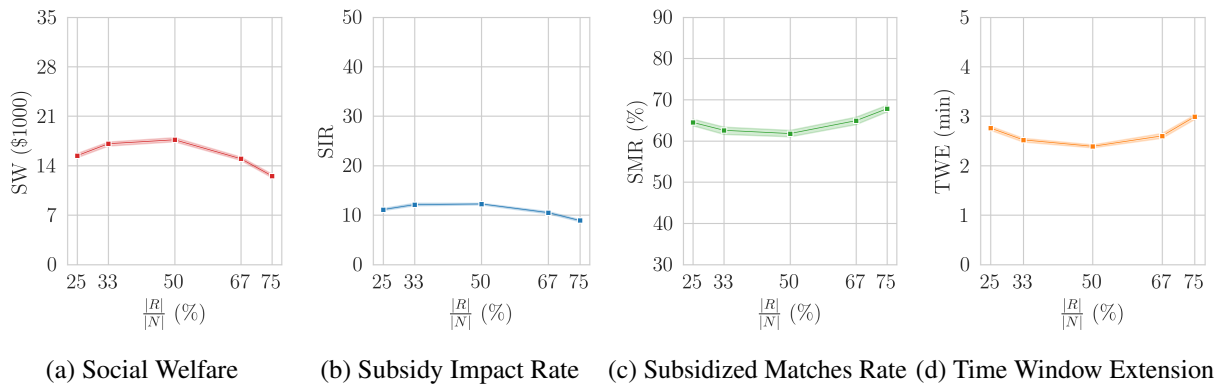 SW ($1000)
35
28
21
14
7
0
25 33 50 67 75
|R|
|N| (%)
(a) Social Welfare
SIR
50
40
30
20
10
0
25 33 50 67 75
|R|
|N| (%)
(b) Subsidy Impact Rate
SMR (%)
90
80
70
60
50
40
30
25 33 50 67 75
|R|
|N| (%)
(c) Subsidized Matches Rate
TWE (min)
5
4
3
2
1
0
25 33 50 67 75
|R|
|N| (%)
(d) Time Window Extension